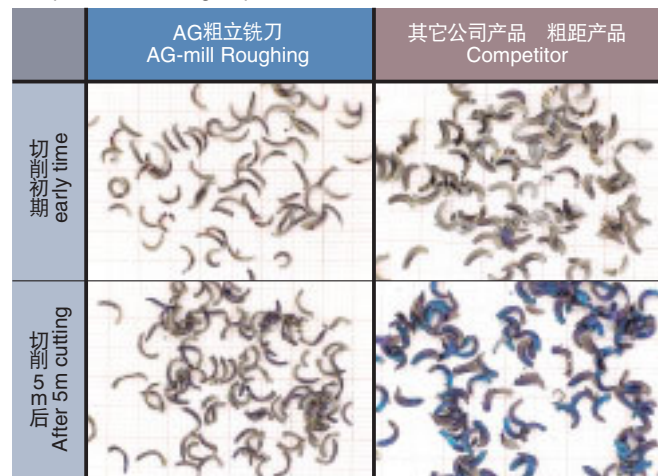 AG粗立铣刀
AG-mill Roughing
其它公司产品 粗距产品
Competitor
切削初期
early time
切削5m后
After 5m cutting